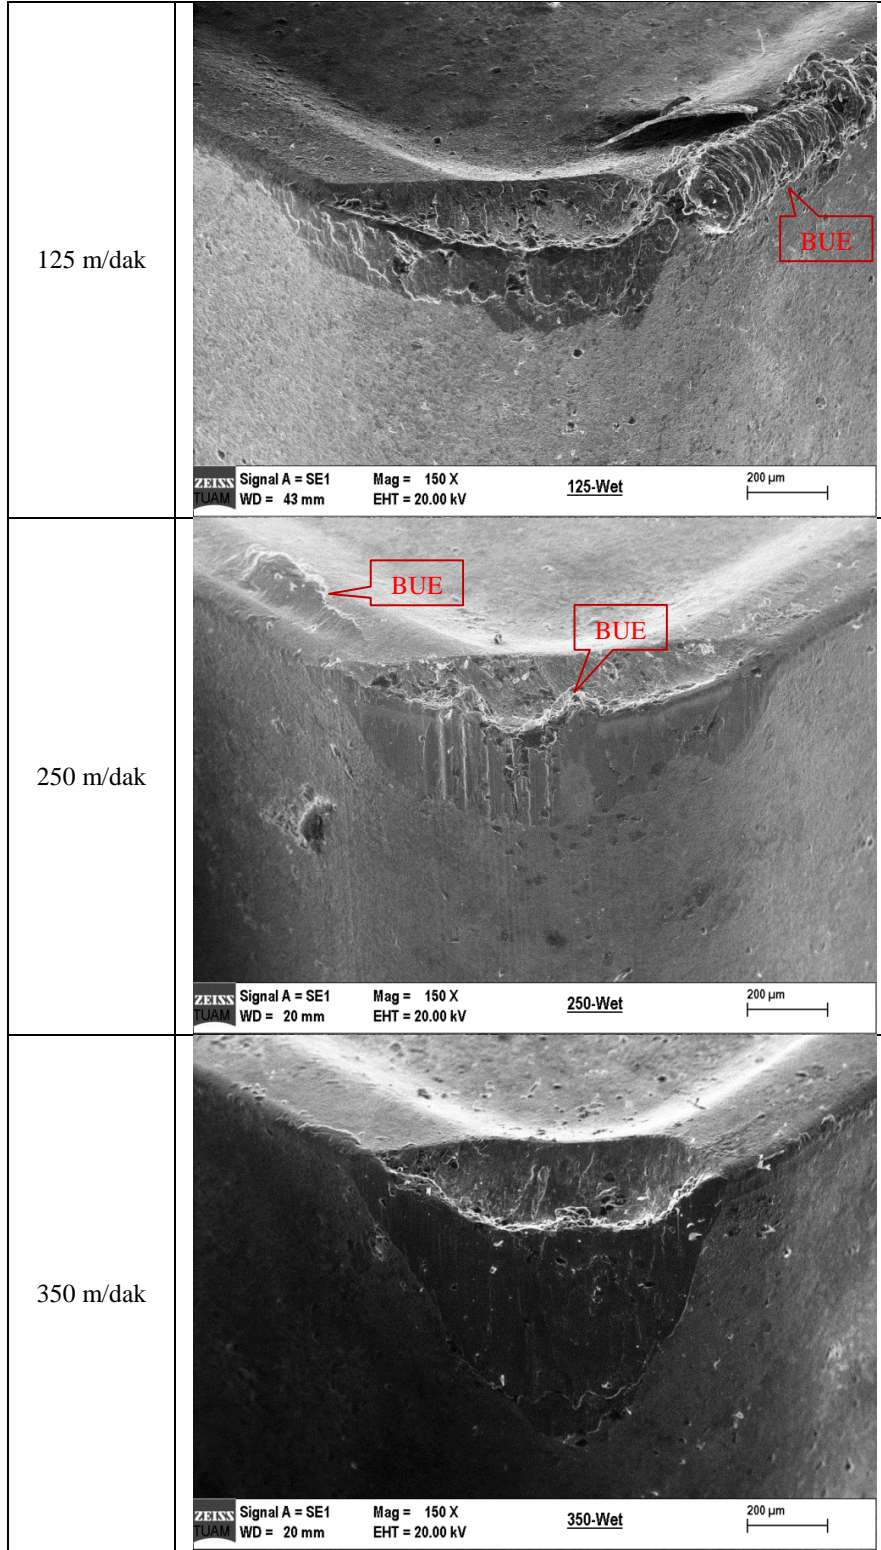 125 m/dak
BUE
ZEISS Signal A = SE1 Mag = 150 X 125-Wet 200 µm
TUAM WD = 43 mm EHT = 20.00 kV
250 m/dak
BUE
BUE
ZEISS Signal A = SE1 Mag = 150 X 250-Wet 200 µm
TUAM WD = 20 mm EHT = 20.00 kV
350 m/dak
ZEISS Signal A = SE1 Mag = 150 X 350-Wet 200 µm
TUAM WD = 20 mm EHT = 20.00 kV